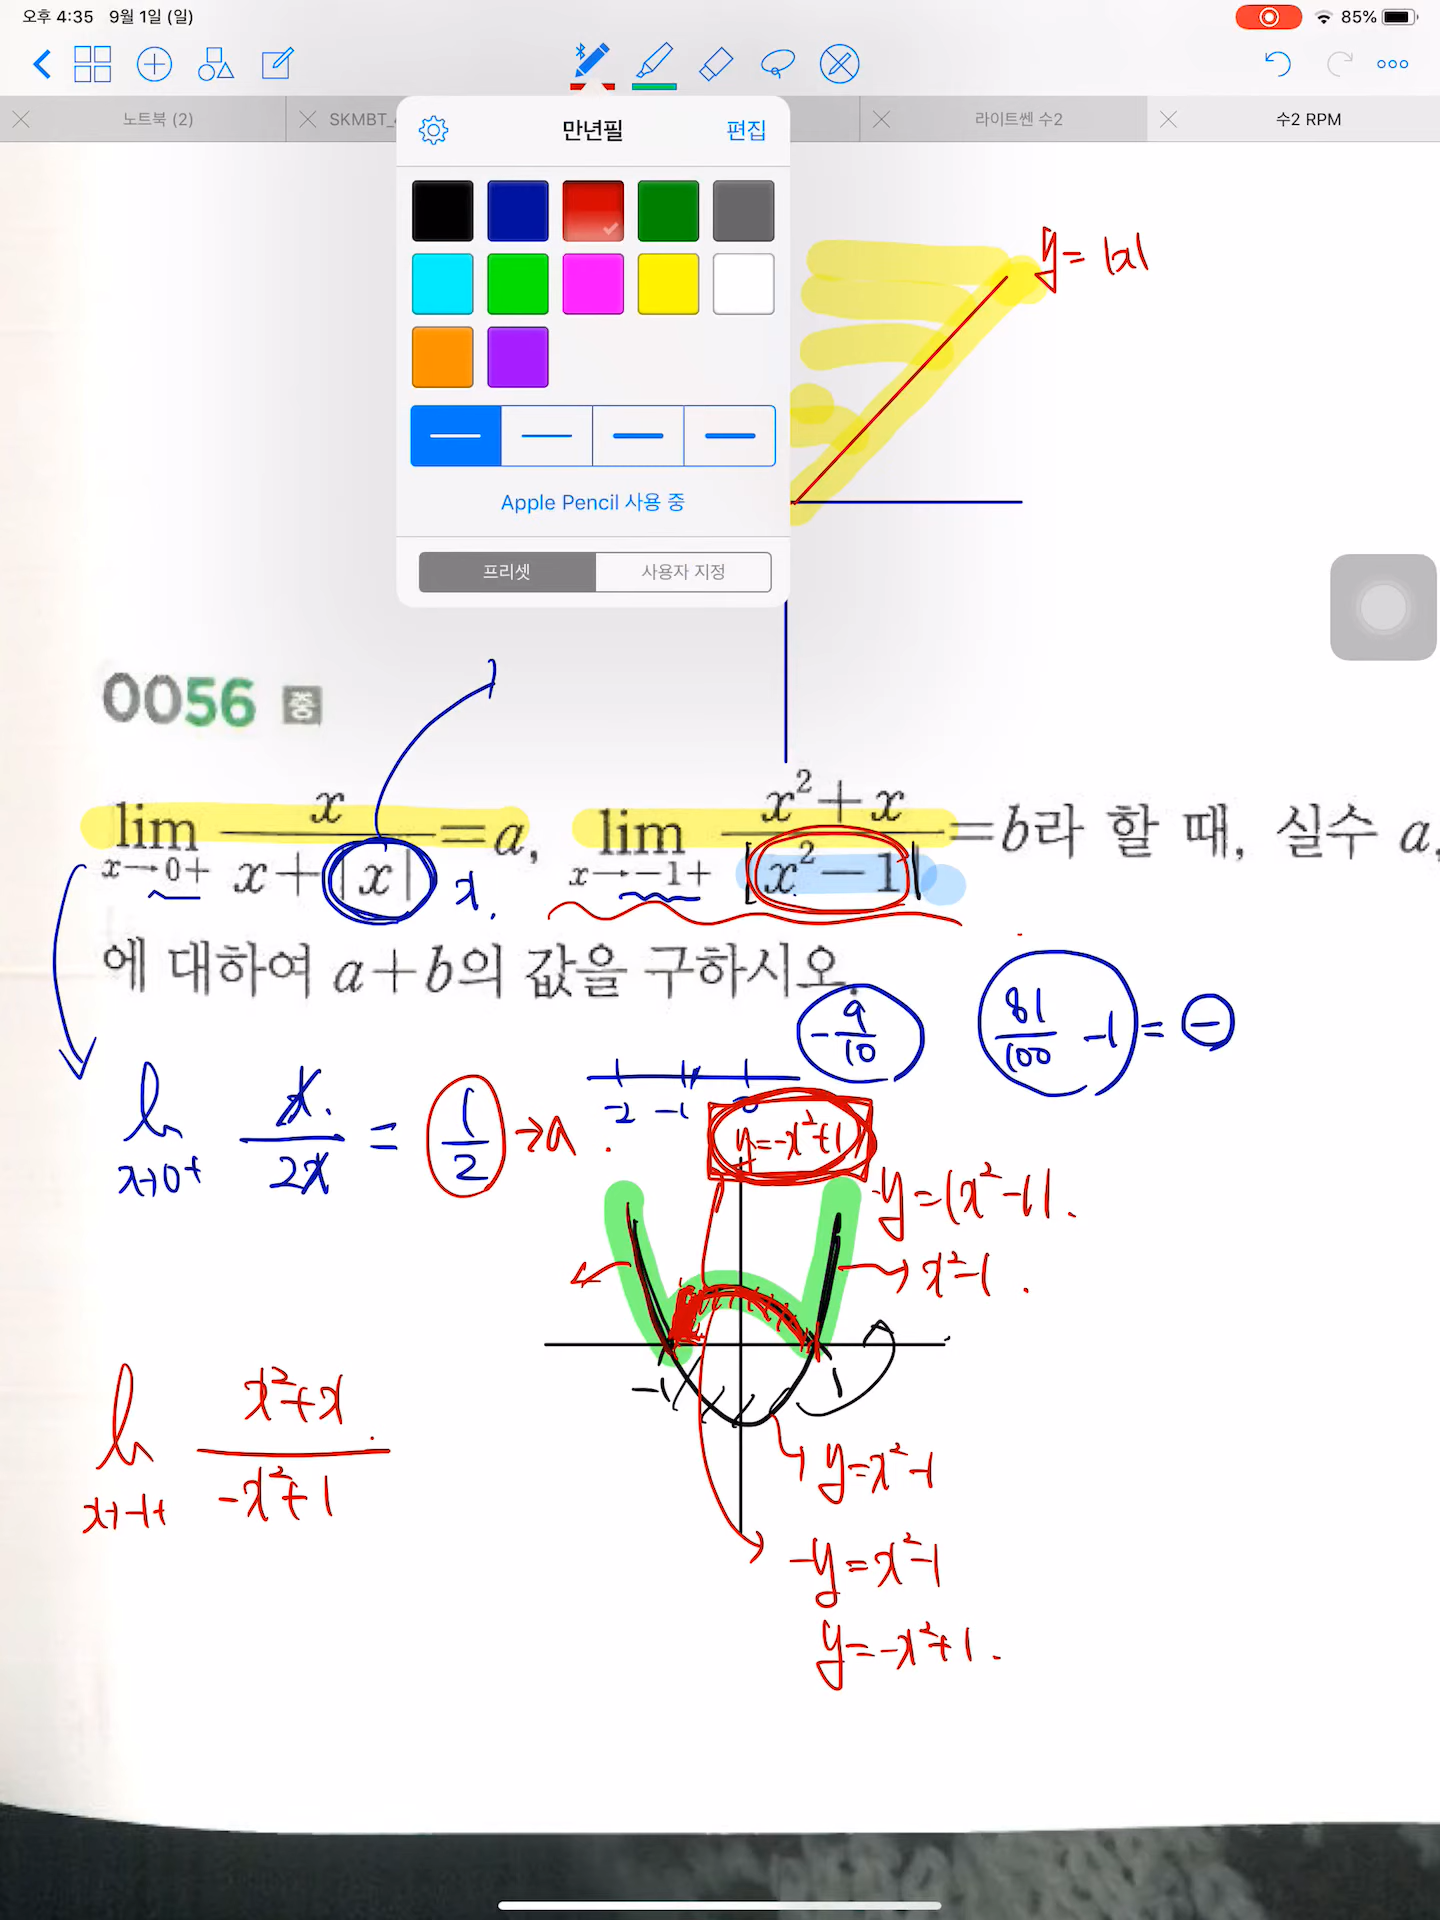 오후 4:35 9월 1일 (일) 85%
노트북 (2) SKMBT_ 라이트쎈 수2 수2 RPM
만년필 편집
Apple Pencil 사용 중
프리셋 사용자 지정
y = |x|
0056 중
lim x→0+ x / (x+|x|) = a, lim x→-1+ (x²+x) / |x²-1| = b라 할 때, 실수 a,
x.
에 대하여 a+b의 값을 구하시오.
-9/10 81/100 -1 = ⊖
-2 -1 0
lim x→0+ x / 2x = 1/2 → a
y=-x²+1
y=|x²-1|.
x²-1.
-1 1
lim x→-1+ (x²+x) / (-x²+1)
y=x²-1
-y=x²-1
y=-x²+1.